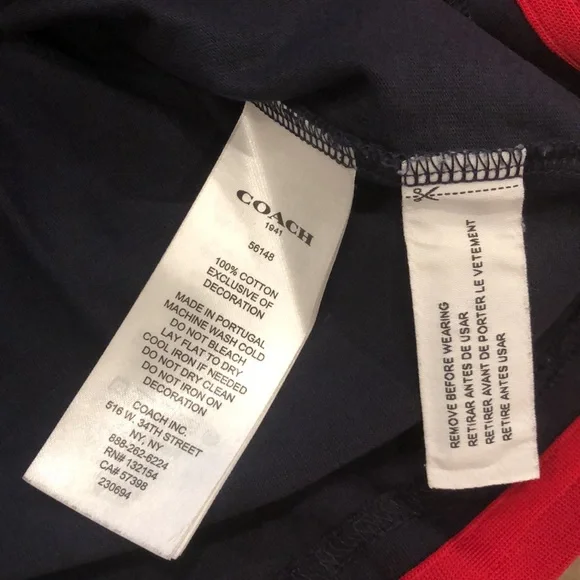 COACH
1941
56148
100% COTTON
EXCLUSIVE OF
DECORATION
MADE IN PORTUGAL
MACHINE WASH COLD
DO NOT BLEACH
LAY FLAT TO DRY
COOL IRON IF NEEDED
DO NOT DRY CLEAN
DO NOT IRON ON
DECORATION
COACH INC.
516 W. 34TH STREET
NY, NY
888-262-6224
RN# 132154
CA# 57398
230694
REMOVE BEFORE WEARING
RETIRAR ANTES DE USAR
RETIRER AVANT DE PORTER LE VETEMENT
RETIRE ANTES USAR